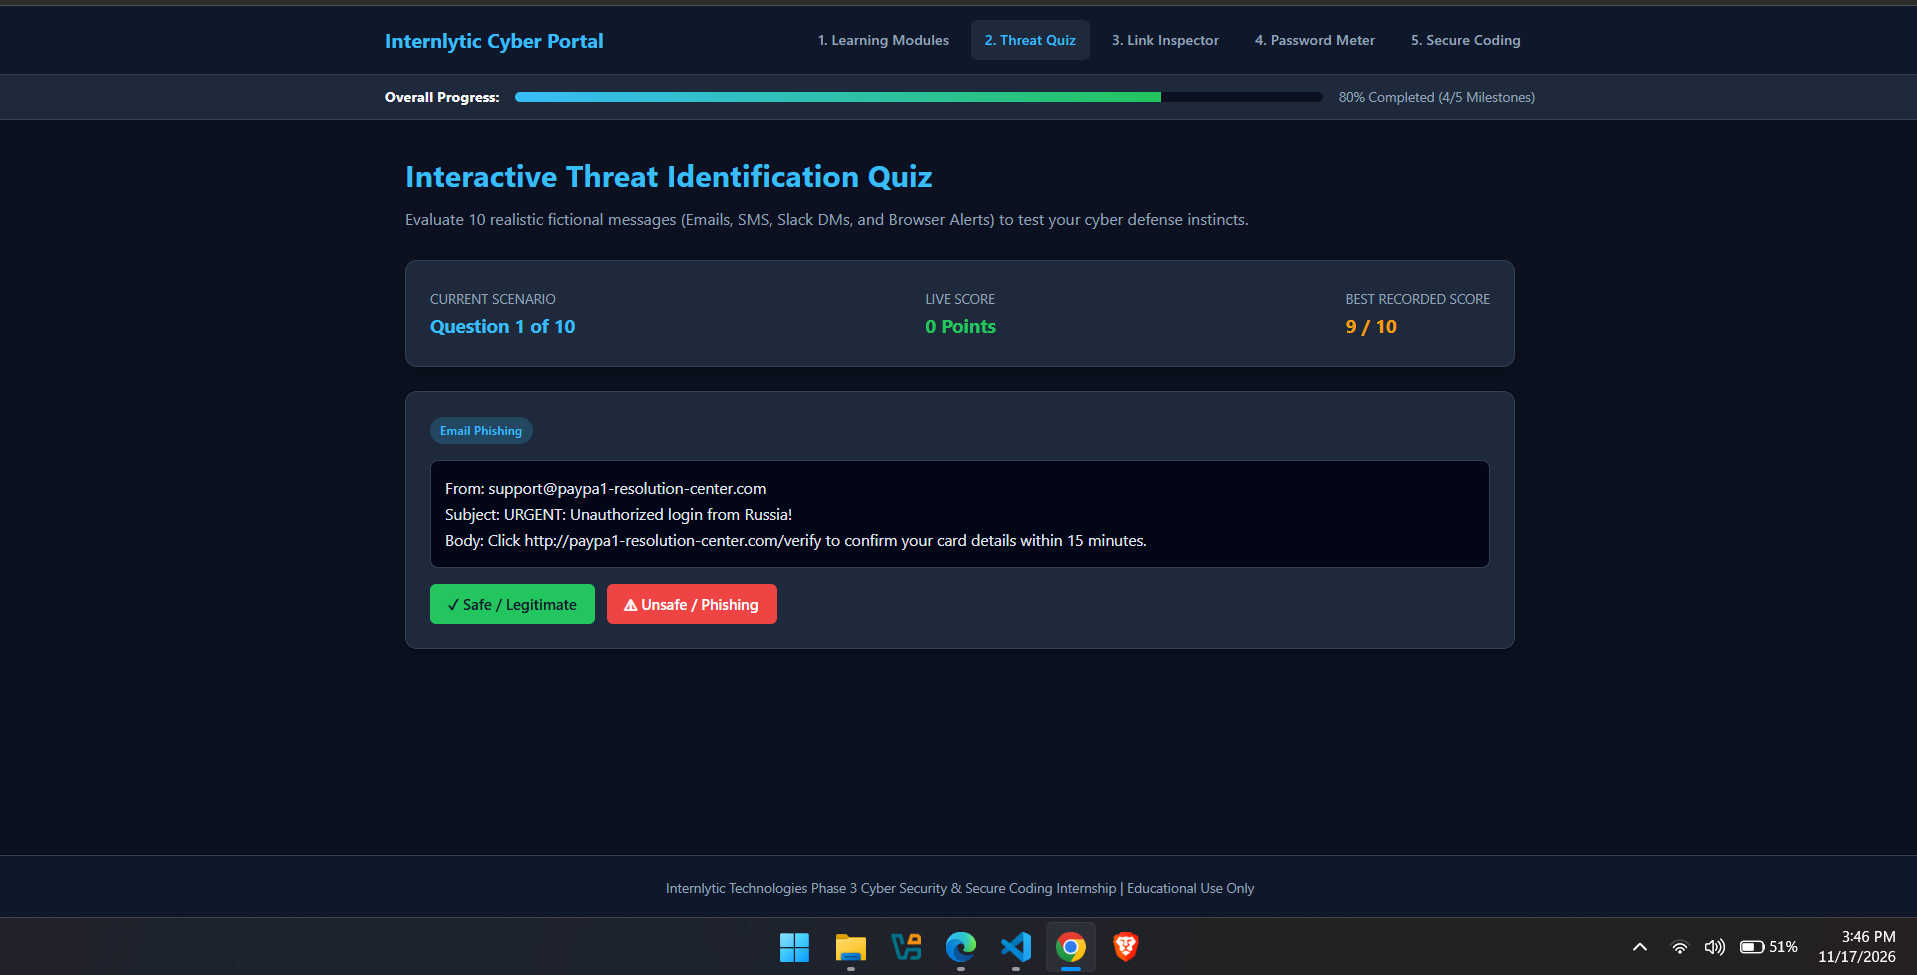 Internlytic Cyber Portal
1. Learning Modules
2. Threat Quiz
3. Link Inspector
4. Password Meter
5. Secure Coding
Overall Progress:
80% Completed (4/5 Milestones)
Interactive Threat Identification Quiz
Evaluate 10 realistic fictional messages (Emails, SMS, Slack DMs, and Browser Alerts) to test your cyber defense instincts.
CURRENT SCENARIO
Question 1 of 10
LIVE SCORE
0 Points
BEST RECORDED SCORE
9 / 10
Email Phishing
From: support@paypa1-resolution-center.com
Subject: URGENT: Unauthorized login from Russia!
Body: Click http://paypa1-resolution-center.com/verify to confirm your card details within 15 minutes.
✓ Safe / Legitimate
⚠ Unsafe / Phishing
Internlytic Technologies Phase 3 Cyber Security & Secure Coding Internship | Educational Use Only
51%
3:46 PM
11/17/2026